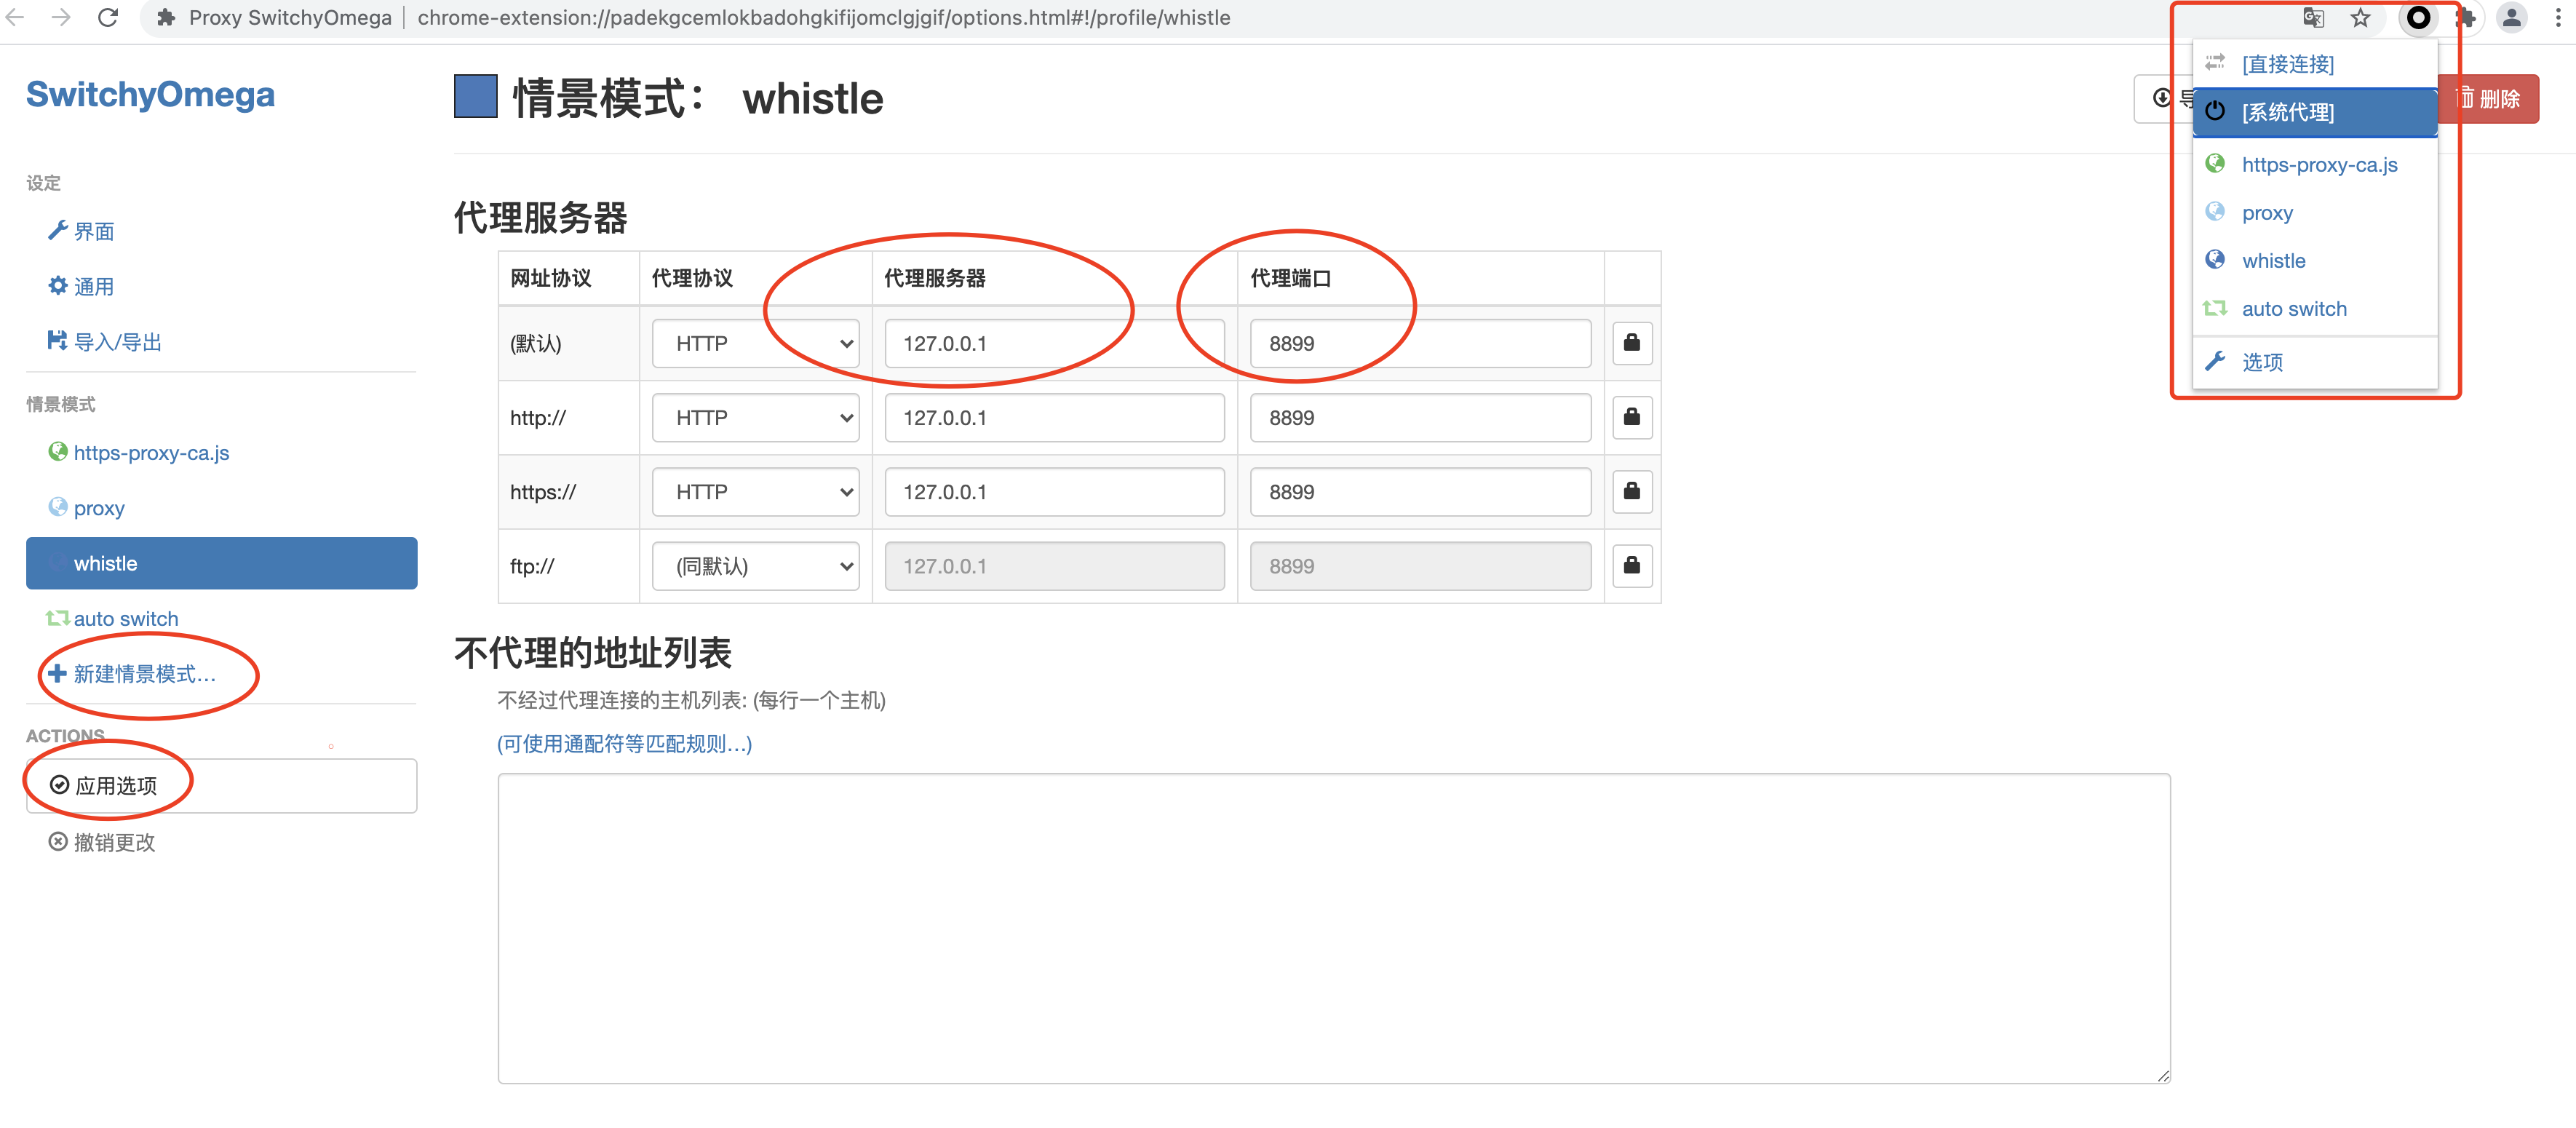 Proxy SwitchyOmega | chrome-extension://padekgcemlokbadohgkifijomclgjgif/options.html#!/profile/whistle
SwitchyOmega
设定
界面
通用
导入/导出
情景模式
https-proxy-ca.js
proxy
whistle
auto switch
新建情景模式...
ACTIONS
应用选项
撤销更改
情景模式： whistle
导
删除
代理服务器
网址协议 代理协议 代理服务器 代理端口
(默认) HTTP 127.0.0.1 8899
http:// HTTP 127.0.0.1 8899
https:// HTTP 127.0.0.1 8899
ftp:// (同默认) 127.0.0.1 8899
不代理的地址列表
不经过代理连接的主机列表: (每行一个主机)
(可使用通配符等匹配规则...)
[直接连接]
[系统代理]
https-proxy-ca.js
proxy
whistle
auto switch
选项